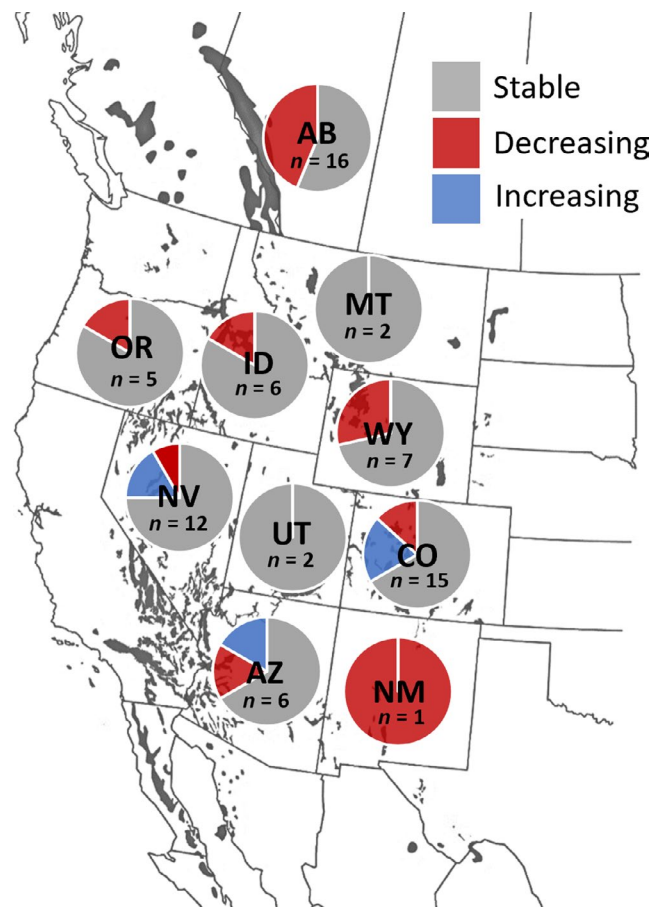 Stable
Decreasing
Increasing
AB
n = 16
MT
n = 2
OR
n = 5
ID
n = 6
WY
n = 7
NV
n = 12
UT
n = 2
CO
n = 15
AZ
n = 6
NM
n = 1